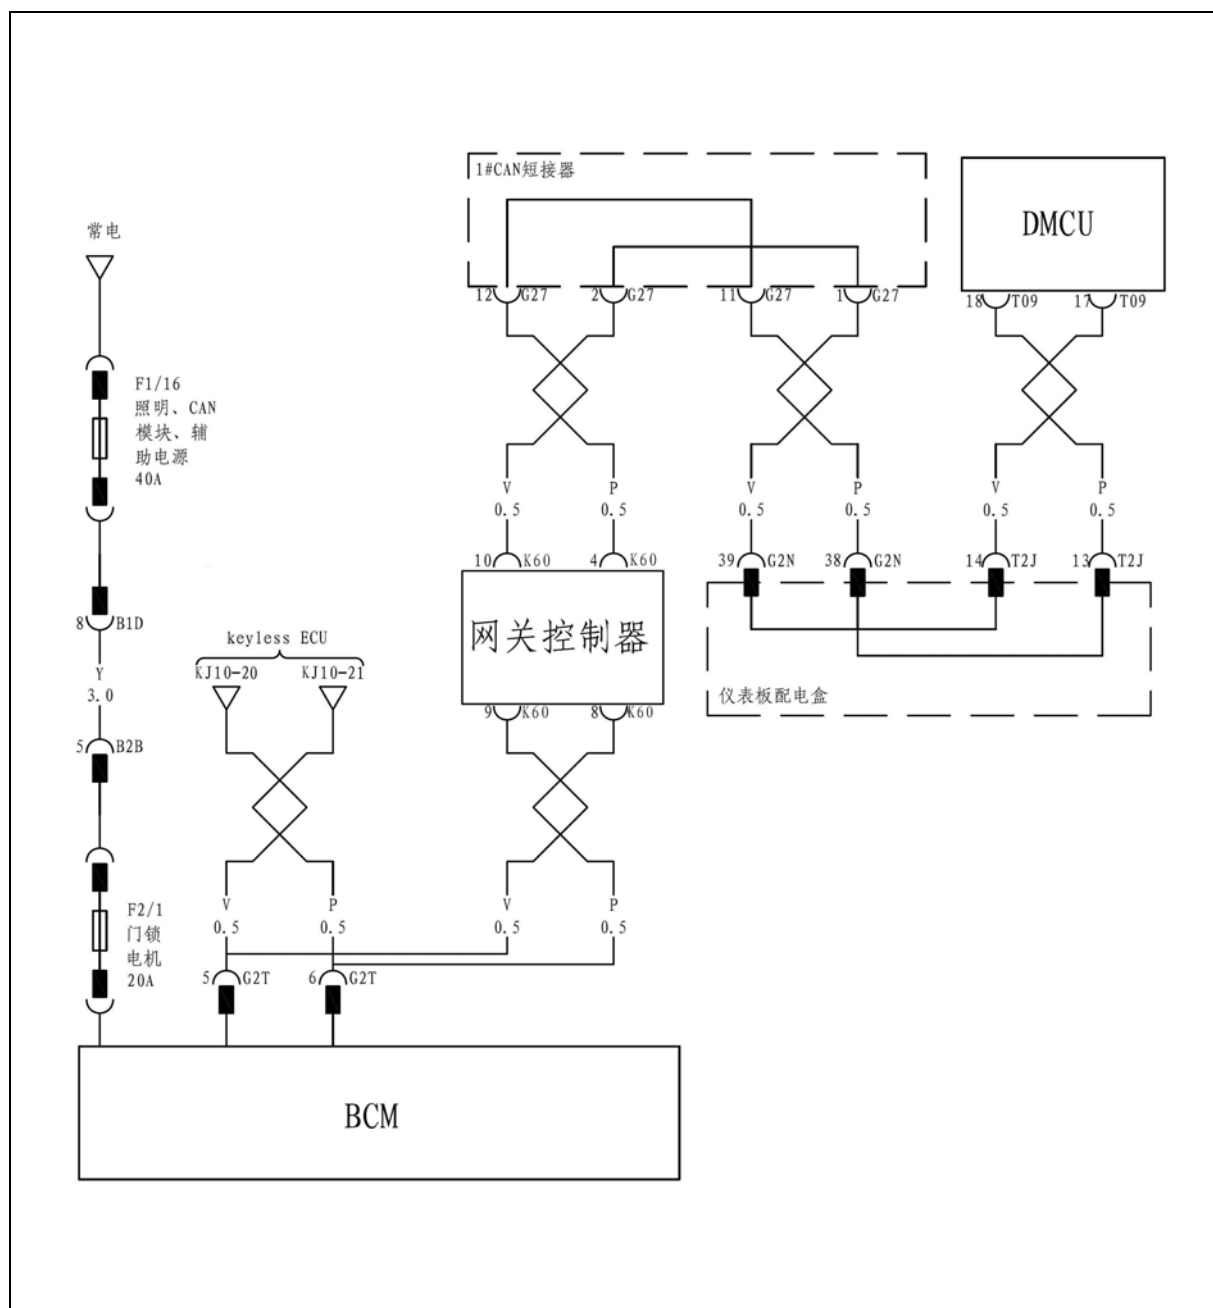 1#CAN短接器
DMCU
常电
12 G27
2 G27
11 G27
1 G27
18 T09
17 T09
F1/16
照明、CAN
模块、辅
助电源
40A
V
0.5
P
0.5
V
0.5
P
0.5
V
0.5
P
0.5
10 K60
4 K60
39 G2N
38 G2N
14 T2J
13 T2J
网关控制器
仪表板配电盒
8 B1D
Y
3.0
5 B2B
keyless ECU
KJ10-20
KJ10-21
9 K60
8 K60
V
0.5
P
0.5
V
0.5
P
0.5
F2/1
门锁
电机
20A
5 G2T
6 G2T
BCM